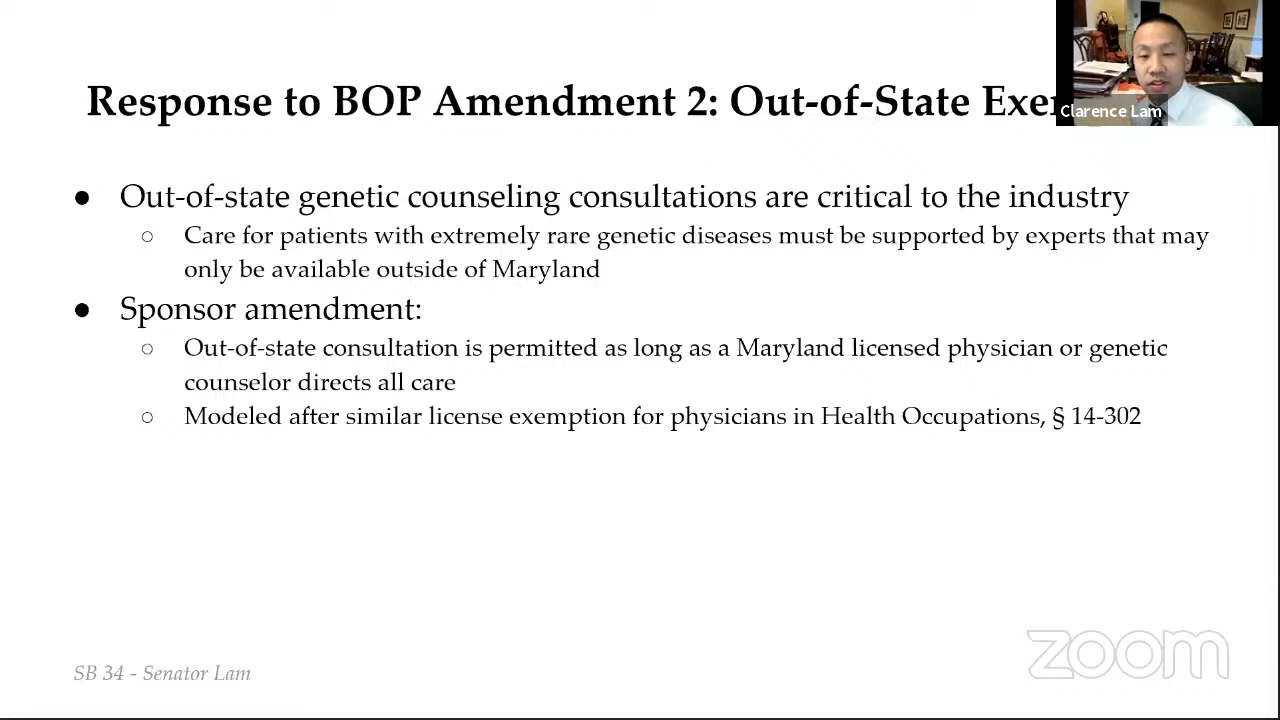 Response to BOP Amendment 2: Out-of-State
Clarence Lam
● Out-of-state genetic counseling consultations are critical to the industry
○ Care for patients with extremely rare genetic diseases must be supported by experts that may
only be available outside of Maryland
● Sponsor amendment:
○ Out-of-state consultation is permitted as long as a Maryland licensed physician or genetic
counselor directs all care
○ Modeled after similar license exemption for physicians in Health Occupations, § 14-302
SB 34 - Senator Lam
zoom